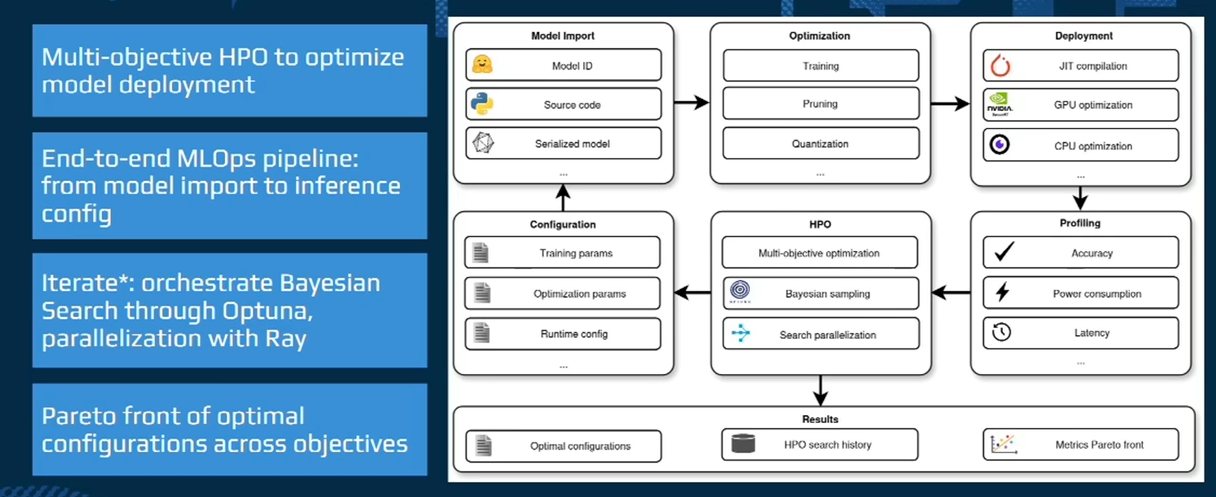 Multi-objective HPO to optimize
model deployment
End-to-end MLOps pipeline:
from model import to inference
config
Iterate*: orchestrate Bayesian
Search through Optuna,
parallelization with Ray
Pareto front of optimal
configurations across objectives
Model Import
Model ID
Source code
Serialized model
...
Optimization
Training
Pruning
Quantization
...
Deployment
JIT compilation
NVIDIA
GPU optimization
CPU optimization
...
Configuration
Training params
Optimization params
Runtime config
...
HPO
Multi-objective optimization
Bayesian sampling
Search parallelization
Profiling
Accuracy
Power consumption
Latency
...
Results
Optimal configurations
HPO search history
Metrics Pareto front